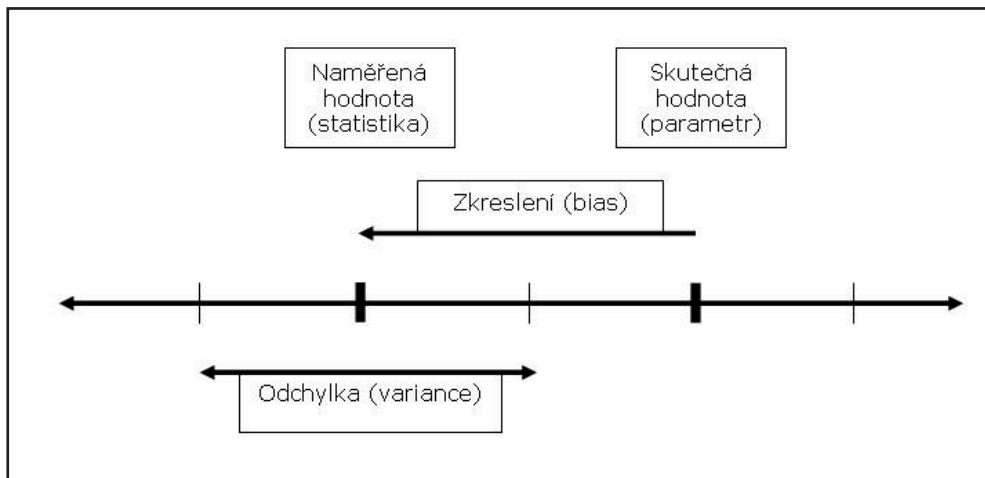 Naměřená
hodnota
(statistika)
Skutečná
hodnota
(parametr)
Zkreslení (bias)
Odchylka (variance)